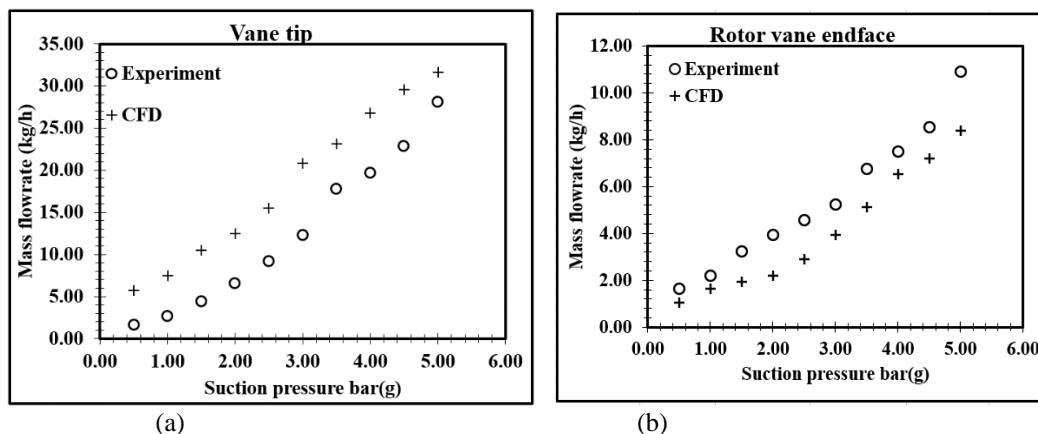 Vane tip
35.00
30.00
25.00
20.00
15.00
10.00
5.00
0.00
Mass flowrate (kg/h)
Experiment
CFD
0.00 1.00 2.00 3.00 4.00 5.00 6.00
Suction pressure bar(g)
(a)
Rotor vane endface
12.00
10.00
8.00
6.00
4.00
2.00
0.00
Mass flowrate (kg/h)
Experiment
CFD
0.00 1.00 2.00 3.00 4.00 5.00 6.00
Suction pressure bar(g)
(b)